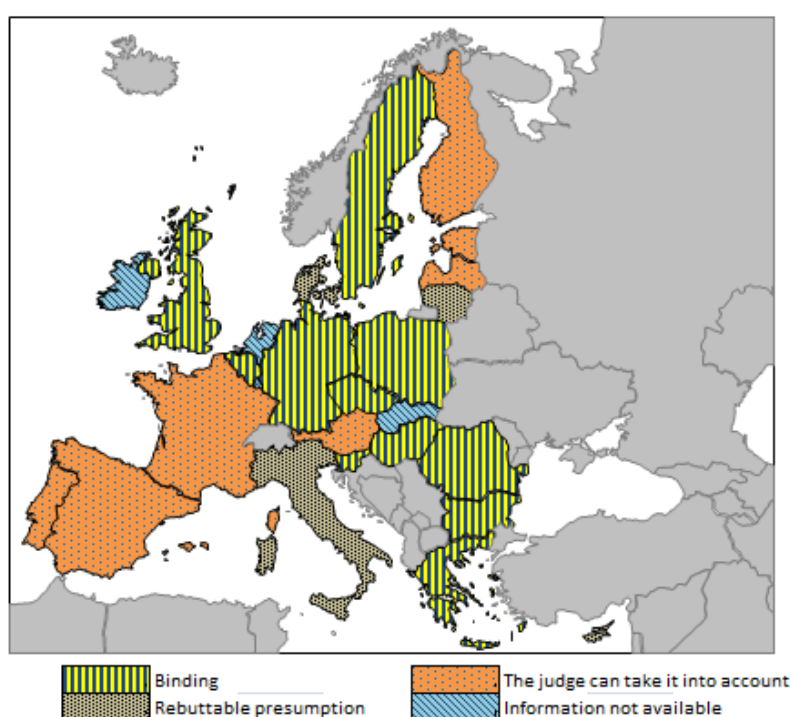 Binding
The judge can take it into account
Rebuttable presumption
Information not available